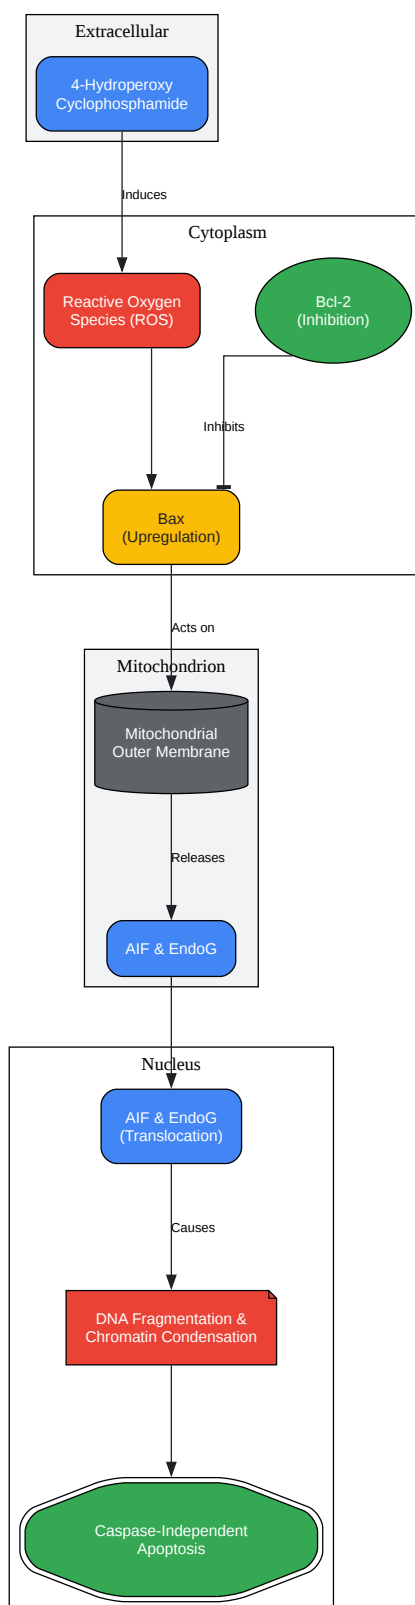 Extracellular
4-Hydroperoxy
Cyclophosphamide
Induces
Cytoplasm
Reactive Oxygen
Species (ROS)
Bcl-2
(Inhibition)
Inhibits
Bax
(Upregulation)
Acts on
Mitochondrion
Mitochondrial
Outer Membrane
Releases
AIF & EndoG
Nucleus
AIF & EndoG
(Translocation)
Causes
DNA Fragmentation &
Chromatin Condensation
Caspase-Independent
Apoptosis